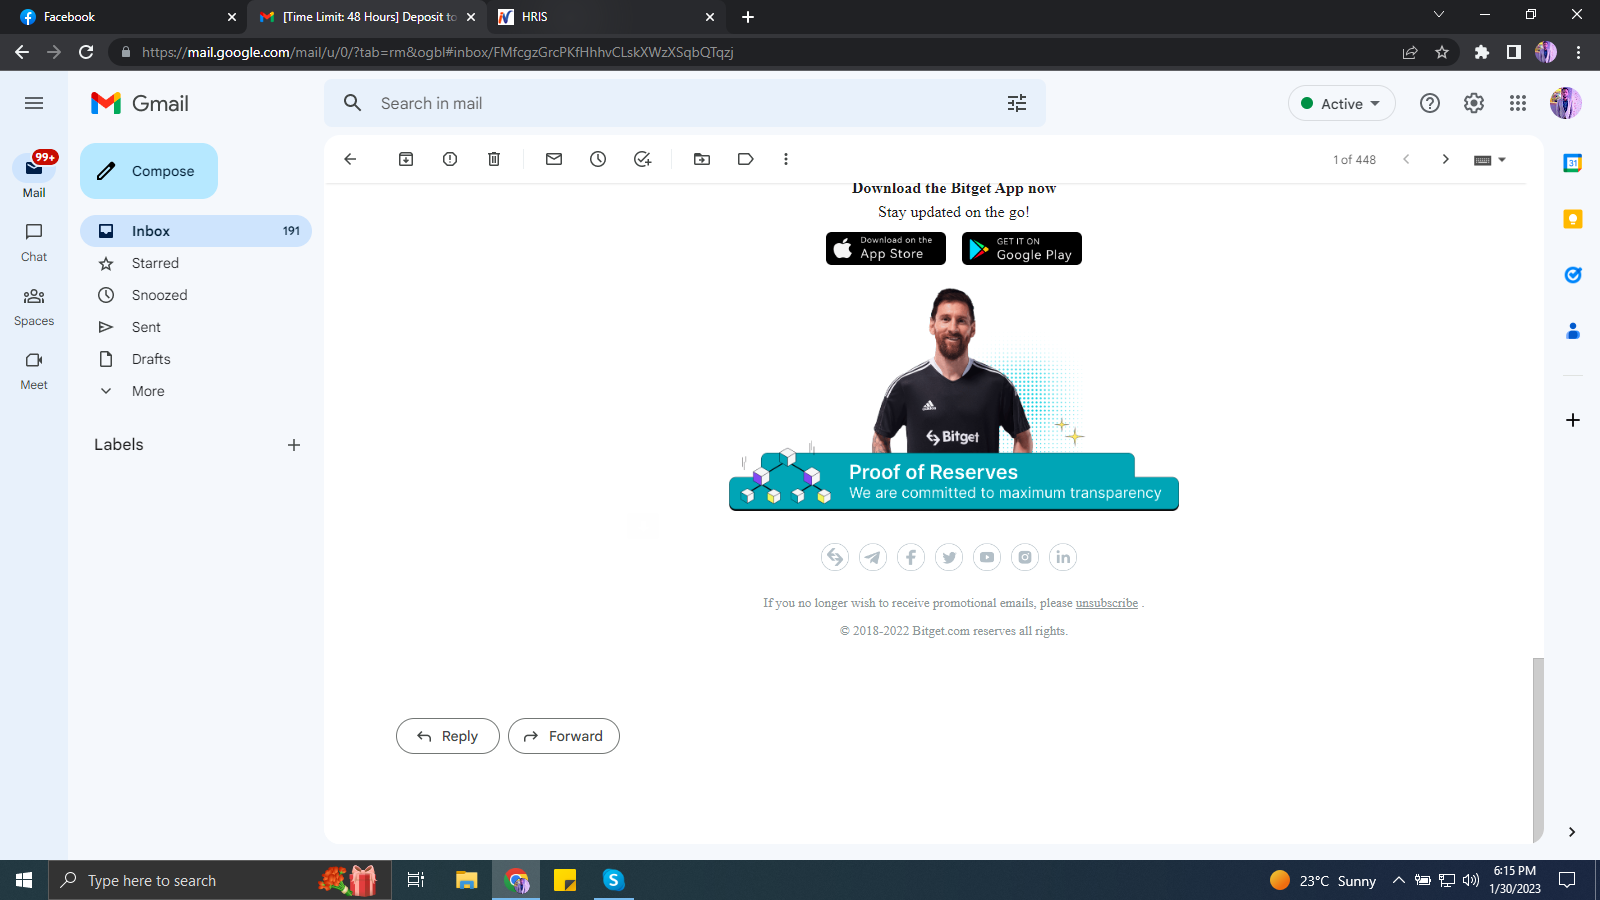 Facebook
[Time Limit: 48 Hours] Deposit to
HRIS
https://mail.google.com/mail/u/0/?tab=rm&ogbl#inbox/FMfcgzGrcPKfHhhvCLskXWzXSqbQTqzj
Gmail
Search in mail
Active
99+
Mail
Chat
Spaces
Meet
Compose
Inbox 191
Starred
Snoozed
Sent
Drafts
More
Labels
1 of 448
31
Download the Bitget App now
Stay updated on the go!
Download on the
App Store
GET IT ON
Google Play
Bitget
Proof of Reserves
We are committed to maximum transparency
If you no longer wish to receive promotional emails, please unsubscribe .
© 2018-2022 Bitget.com reserves all rights.
Reply
Forward
Type here to search
23°C Sunny
6:15 PM
1/30/2023